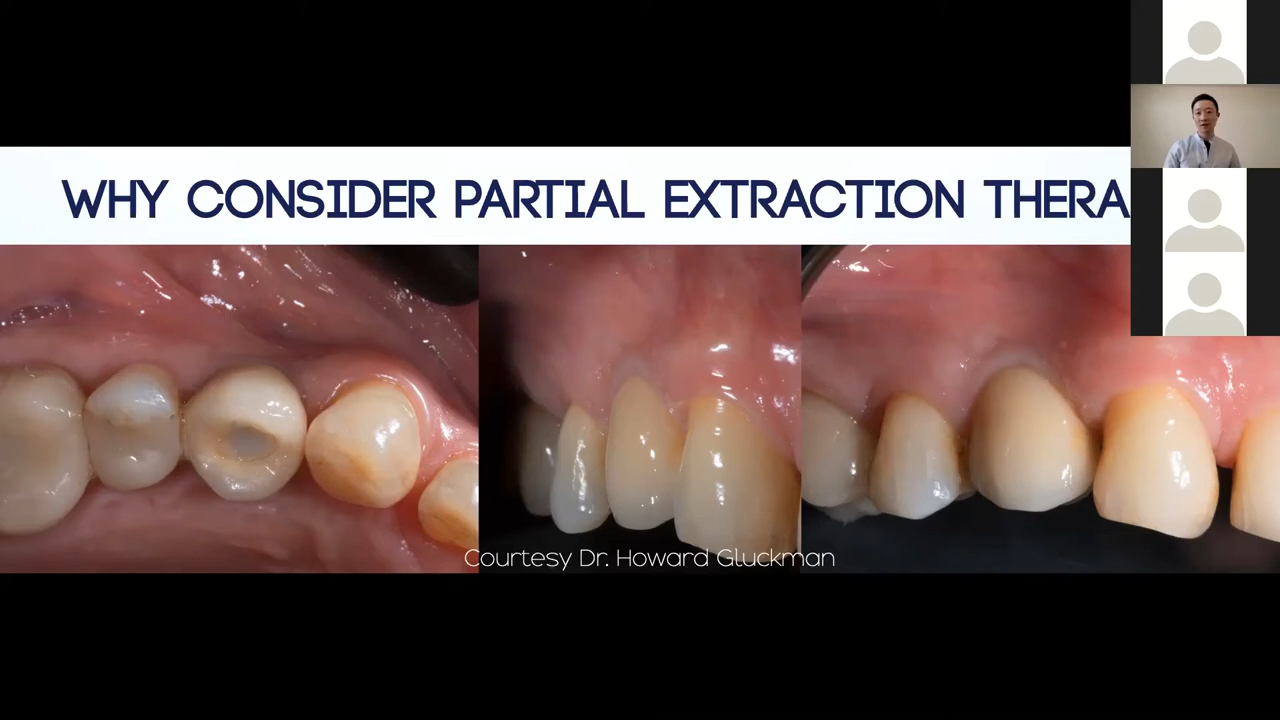 WHY CONSIDER PARTIAL EXTRACTION THERA
Courtesy Dr. Howard Gluckman